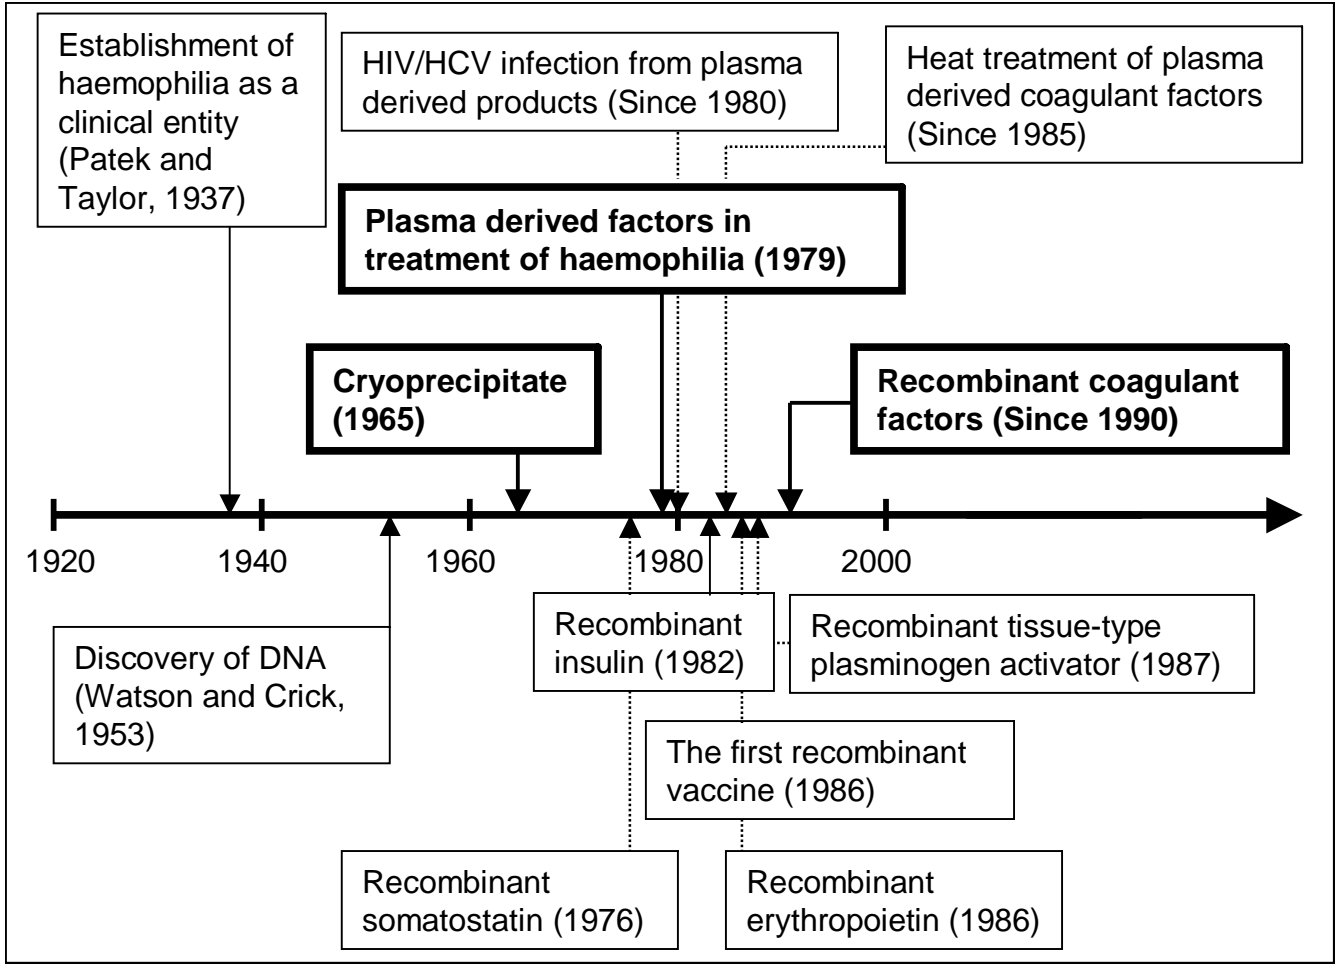 Establishment of
haemophilia as a
clinical entity
(Patek and
Taylor, 1937)
HIV/HCV infection from plasma
derived products (Since 1980)
Heat treatment of plasma
derived coagulant factors
(Since 1985)
Plasma derived factors in
treatment of haemophilia (1979)
Cryoprecipitate
(1965)
Recombinant coagulant
factors (Since 1990)
1920
1940
1960
1980
2000
Discovery of DNA
(Watson and Crick,
1953)
Recombinant
insulin (1982)
Recombinant tissue-type
plasminogen activator (1987)
The first recombinant
vaccine (1986)
Recombinant
somatostatin (1976)
Recombinant
erythropoietin (1986)